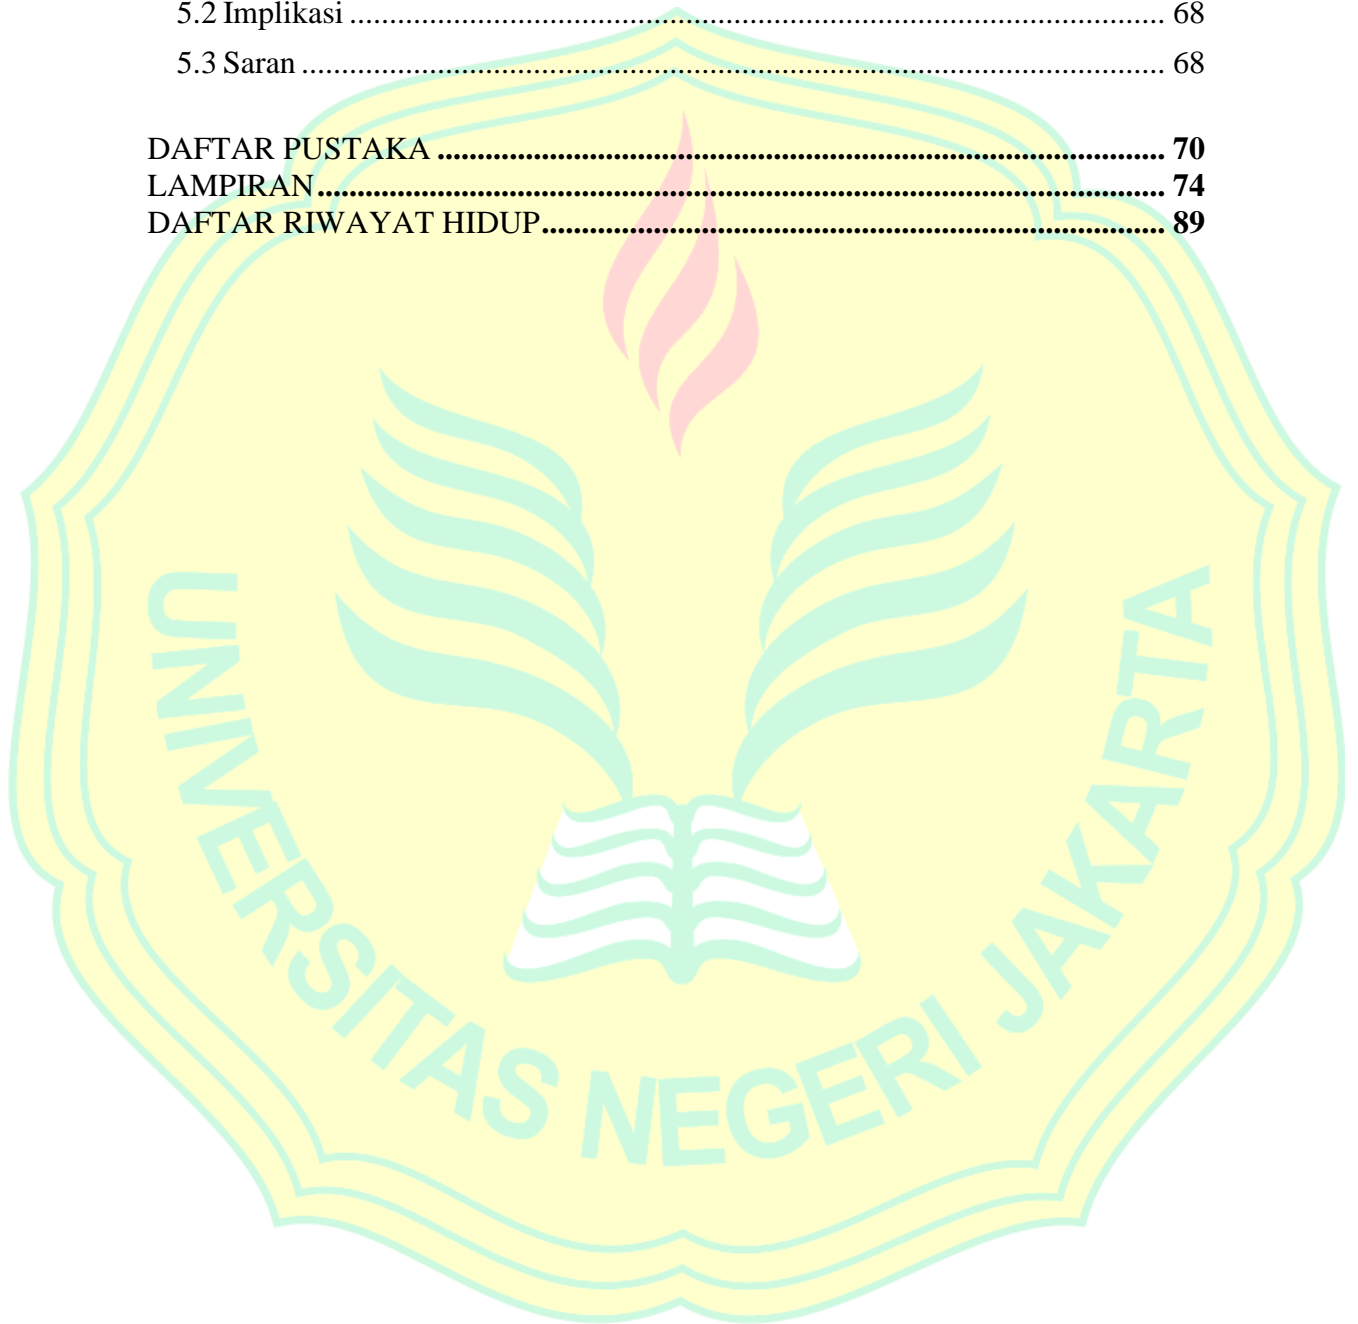 5.2 Implikasi ........................................................................................................ 68
5.3 Saran .............................................................................................................. 68
DAFTAR PUSTAKA ............................................................................................ 70
LAMPIRAN ........................................................................................................... 74
DAFTAR RIWAYAT HIDUP ............................................................................... 89
UNIVERSITAS NEGERI JAKARTA